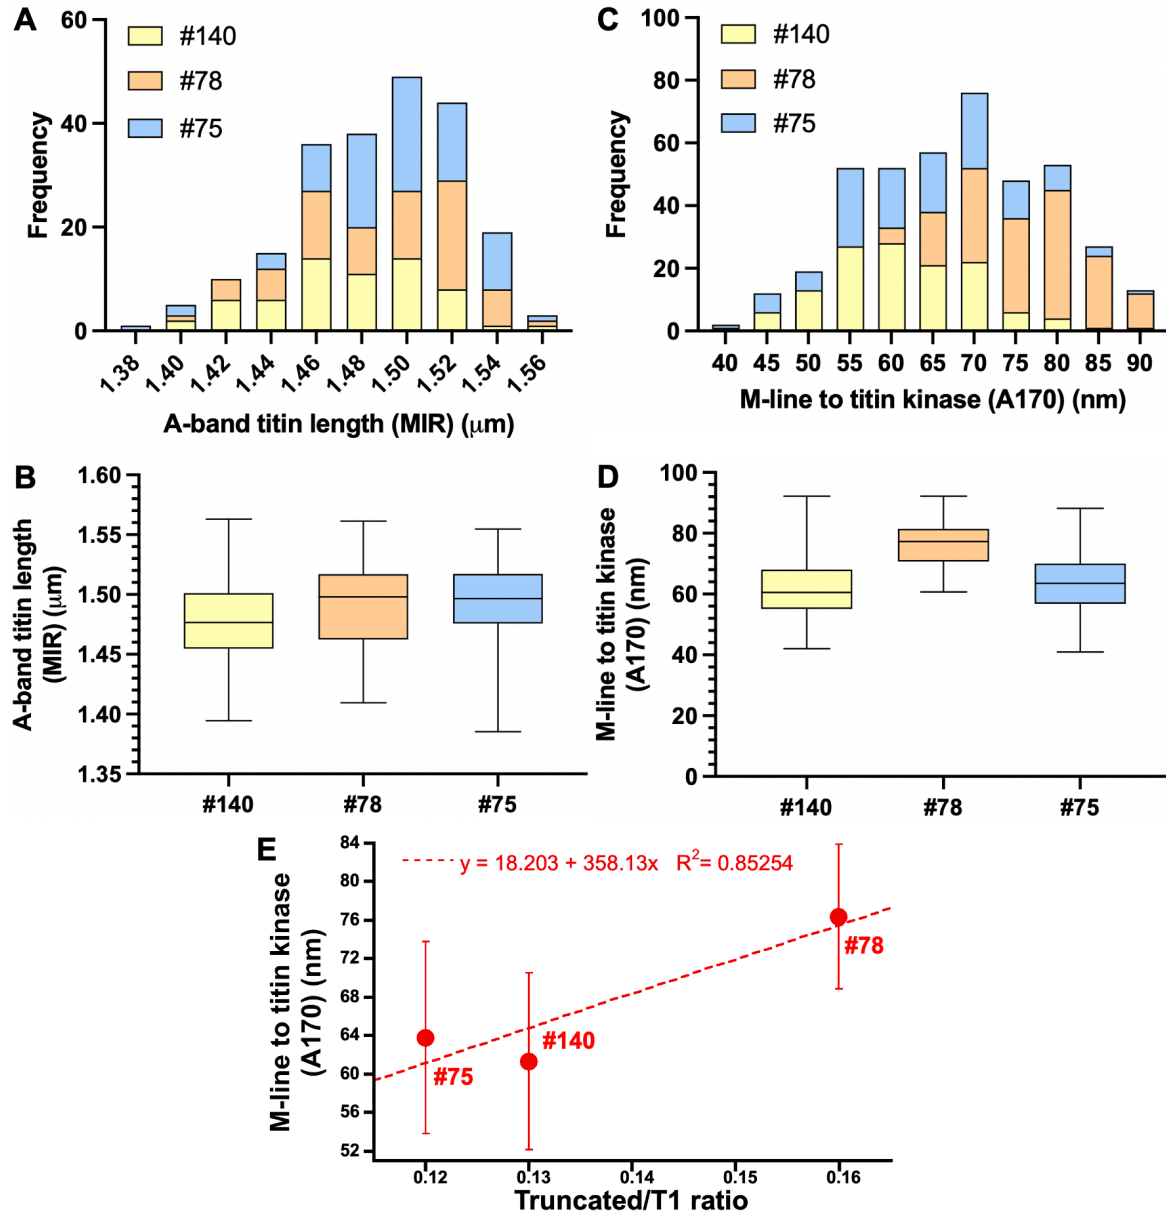 A
60
40
20
0
Frequency
#140
#78
#75
1.38 1.40 1.42 1.44 1.46 1.48 1.50 1.52 1.54 1.56
A-band titin length (MIR) (μm)
C
100
80
60
40
20
0
Frequency
#140
#78
#75
40 45 50 55 60 65 70 75 80 85 90
M-line to titin kinase (A170) (nm)
B
1.60
1.55
1.50
1.45
1.40
1.35
A-band titin length
(MIR) (μm)
#140 #78 #75
D
100
80
60
40
20
0
M-line to titin kinase
(A170) (nm)
#140 #78 #75
E
84
80
76
72
68
64
60
56
52
M-line to titin kinase
(A170) (nm)
y = 18.203 + 358.13x R²= 0.85254
#78
#140
#75
0.12 0.13 0.14 0.15 0.16
Truncated/T1 ratio